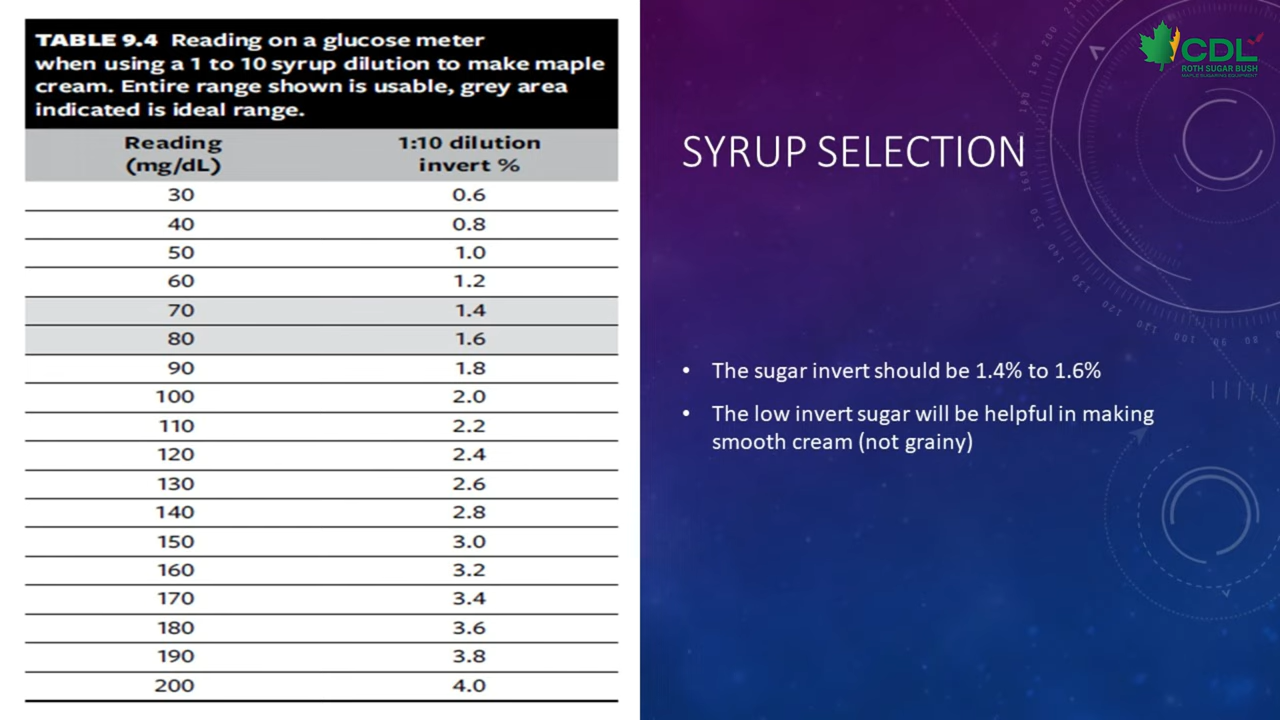 TABLE 9.4 Reading on a glucose meter
when using a 1 to 10 syrup dilution to make maple
cream. Entire range shown is usable, grey area
indicated is ideal range.
Reading (mg/dL) 1:10 dilution invert %
30 0.6
40 0.8
50 1.0
60 1.2
70 1.4
80 1.6
90 1.8
100 2.0
110 2.2
120 2.4
130 2.6
140 2.8
150 3.0
160 3.2
170 3.4
180 3.6
190 3.8
200 4.0
CDL
ROTH SUGAR BUSH
MAPLE SUGARING EQUIPMENT
SYRUP SELECTION
• The sugar invert should be 1.4% to 1.6%
• The low invert sugar will be helpful in making
smooth cream (not grainy)